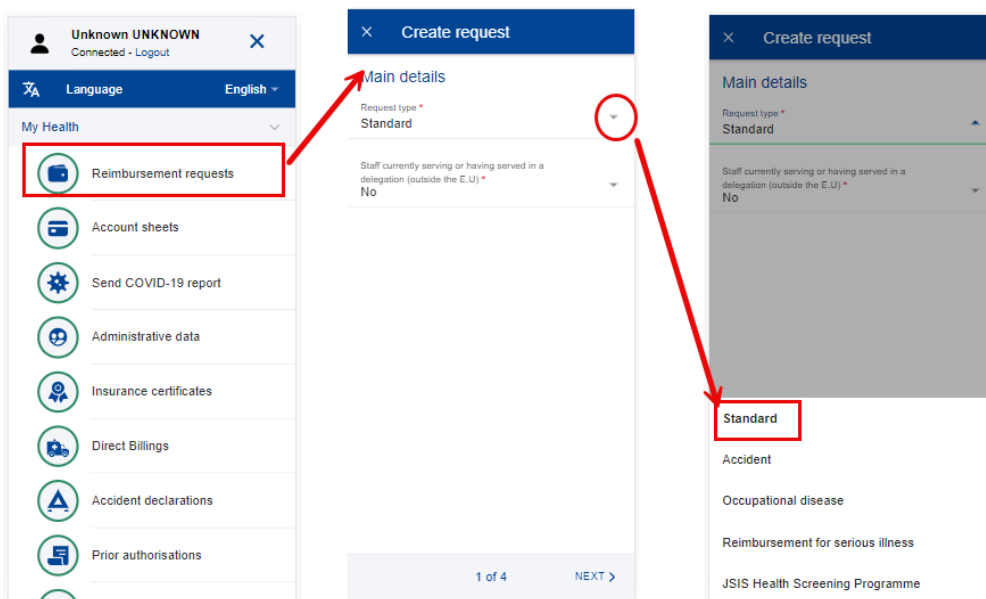 Unknown UNKNOWN
Connected - Logout
Language
English
My Health
Reimbursement requests
Account sheets
Send COVID-19 report
Administrative data
Insurance certificates
Direct Billings
Accident declarations
Prior authorisations
Create request
Main details
Request type *
Standard
Staff currently serving or having served in a
delegation (outside the E.U) *
No
1 of 4
NEXT
Create request
Main details
Request type *
Standard
Staff currently serving or having served in a
delegation (outside the E.U) *
No
Standard
Accident
Occupational disease
Reimbursement for serious illness
JSIS Health Screening Programme